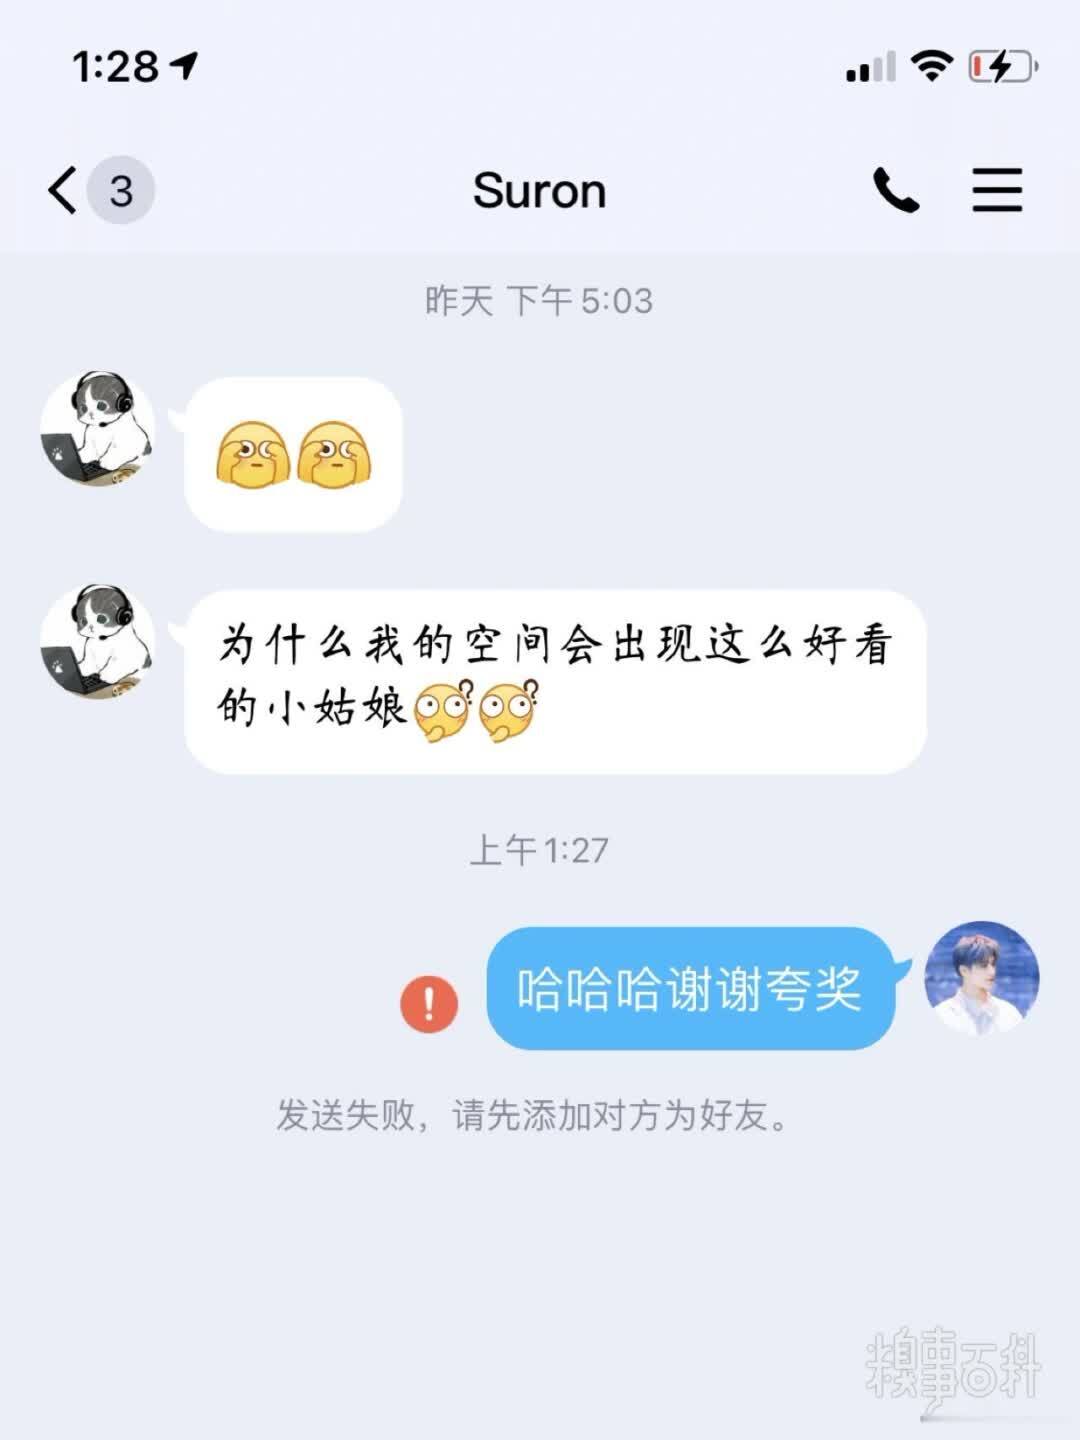 1:28
3
Suron
昨天 下午 5:03
为什么我的空间会出现这么好看
的小姑娘
上午 1:27
哈哈哈谢谢夸奖
发送失败，请先添加对方为好友。
糗事百科